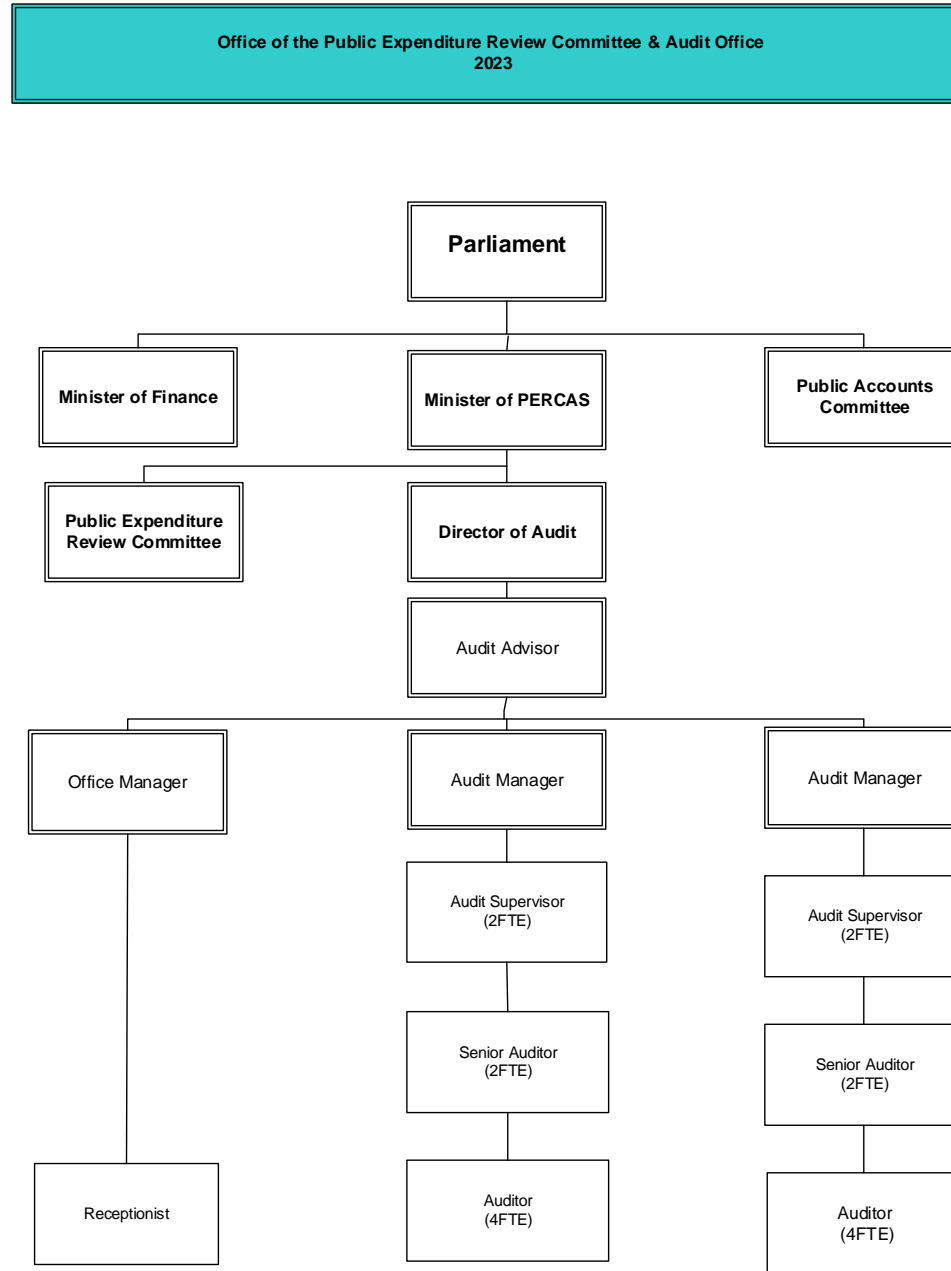 Office of the Public Expenditure Review Committee & Audit Office
2023
Parliament
Minister of Finance
Minister of PERCAS
Public Accounts
Committee
Public Expenditure
Review Committee
Director of Audit
Audit Advisor
Office Manager
Audit Manager
Audit Manager
Audit Supervisor
(2FTE)
Audit Supervisor
(2FTE)
Senior Auditor
(2FTE)
Senior Auditor
(2FTE)
Receptionist
Auditor
(4FTE)
Auditor
(4FTE)